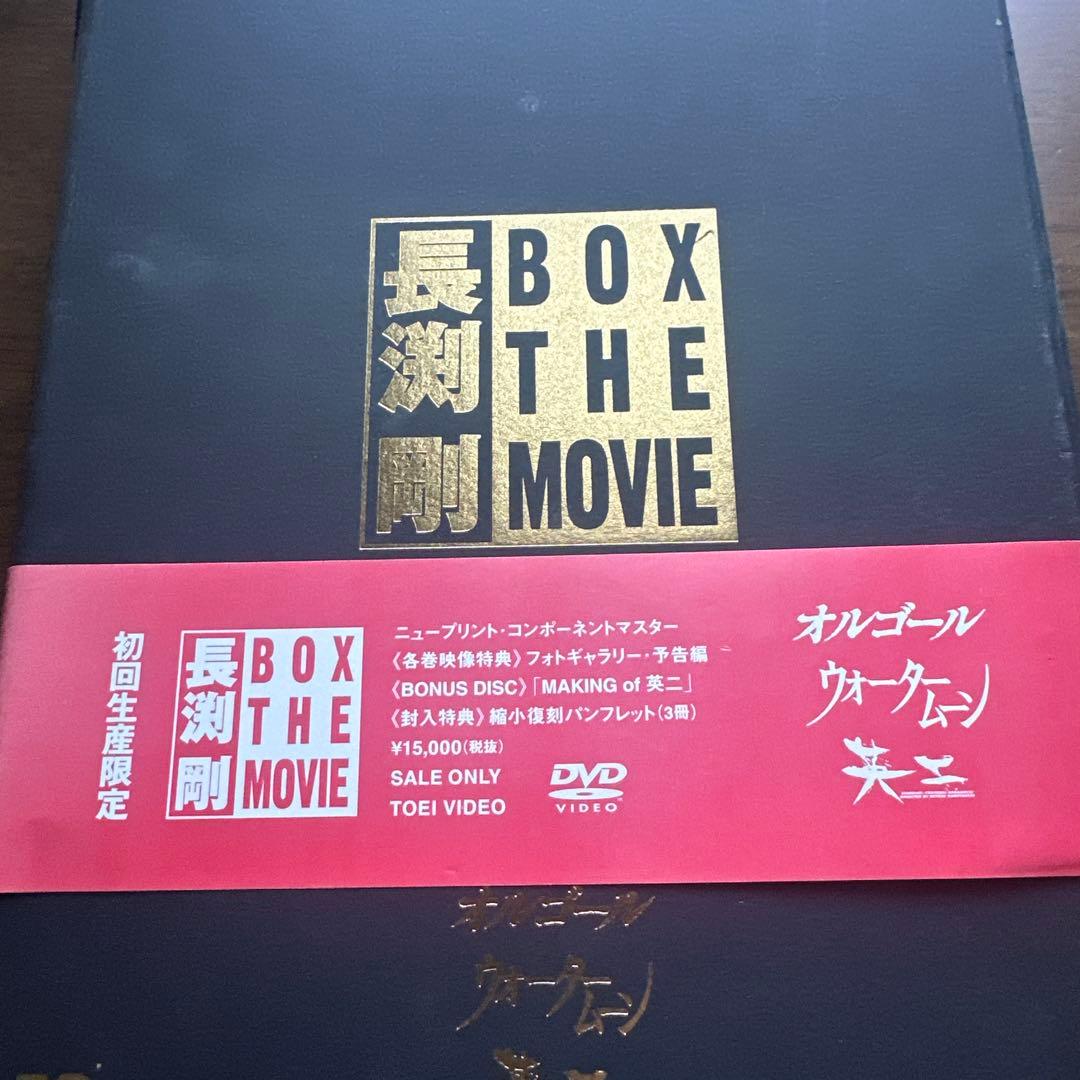 長渕剛
BOX
THE
MOVIE
初回生産限定
長渕剛
BOX
THE
MOVIE
ニュープリント・コンポーネントマスター
《各巻映像特典》フォトギャラリー・予告編
《BONUS DISC》「MAKING of 英二」
《封入特典》縮小復刻パンフレット(3冊)
¥15,000(税抜)
SALE ONLY
TOEI VIDEO
DVD
VIDEO
TM
オルゴール
ウォータームーン
英二
オルゴール
ウォータームーン
英二